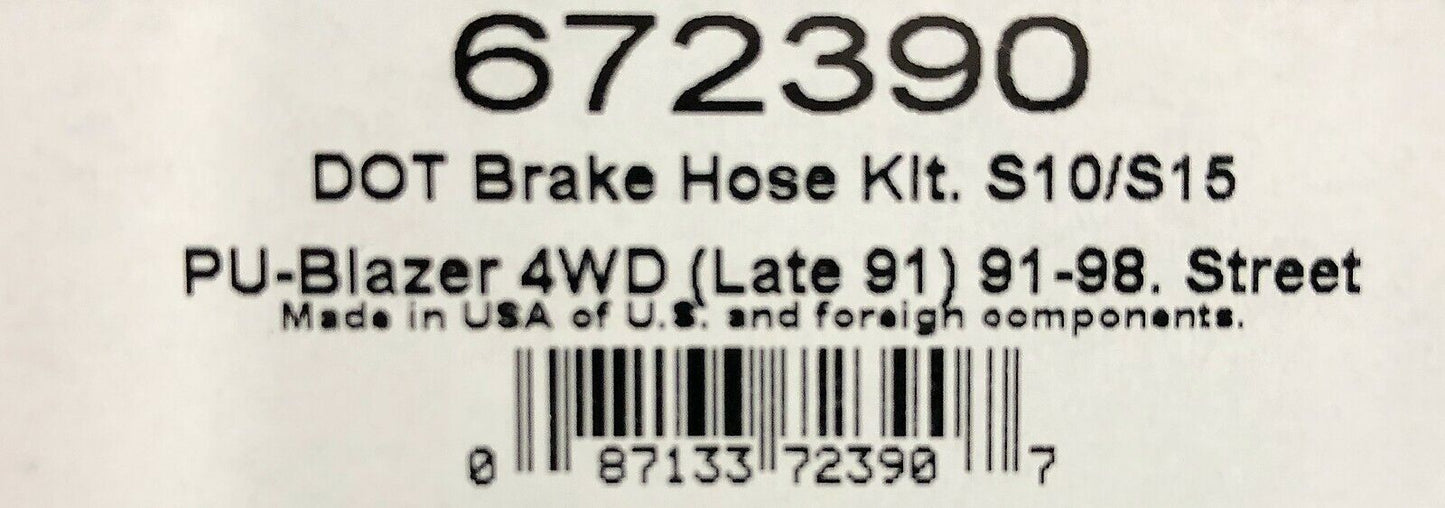 672390
DOT Brake Hose Kit. S10/S15
PU-Blazer 4WD (Late 91) 91-98. Street
Made in USA of U.S. and foreign components.
0 87133 72390 7